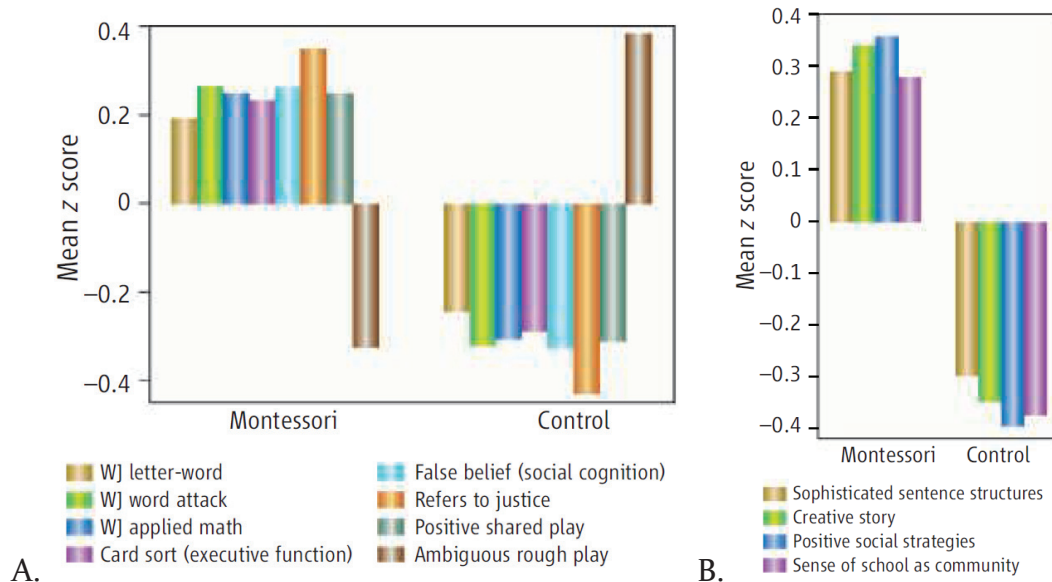 0.4
0.2
0
−0.2
−0.4
Mean z score
Montessori Control
WJ letter-word
WJ word attack
WJ applied math
Card sort (executive function)
False belief (social cognition)
Refers to justice
Positive shared play
Ambiguous rough play
A.
0.4
0.3
0.2
0.1
0
−0.1
−0.2
−0.3
−0.4
Mean z score
Montessori Control
Sophisticated sentence structures
Creative story
Positive social strategies
Sense of school as community
B.